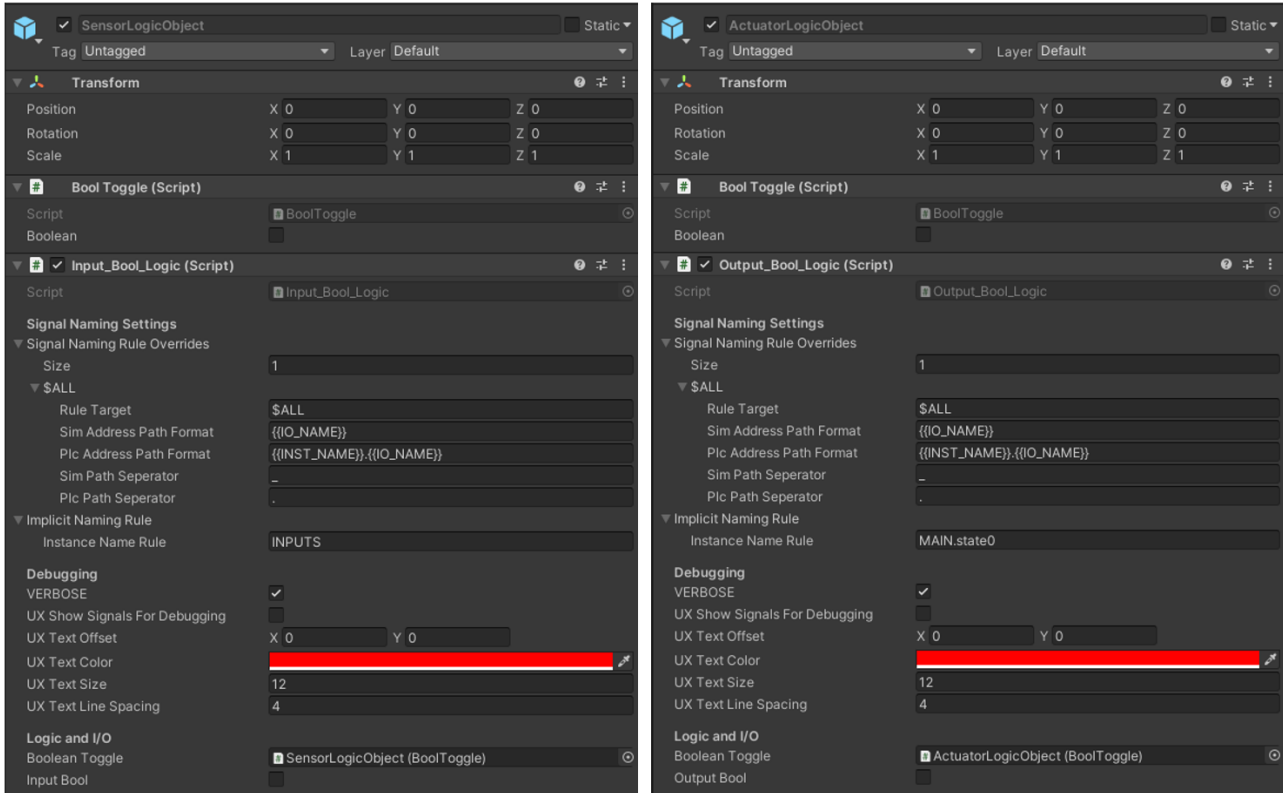 SensorLogicObject Static
Tag Untagged Layer Default
Transform
Position X 0 Y 0 Z 0
Rotation X 0 Y 0 Z 0
Scale X 1 Y 1 Z 1
# Bool Toggle (Script)
Script BoolToggle
Boolean
# Input_Bool_Logic (Script)
Script Input_Bool_Logic
Signal Naming Settings
Signal Naming Rule Overrides
Size 1
$ALL
Rule Target $ALL
Sim Address Path Format {{IO_NAME}}
Plc Address Path Format {{INST_NAME}}.{{IO_NAME}}
Sim Path Seperator _
Plc Path Seperator .
Implicit Naming Rule
Instance Name Rule INPUTS
Debugging
VERBOSE
UX Show Signals For Debugging
UX Text Offset X 0 Y 0
UX Text Color
UX Text Size 12
UX Text Line Spacing 4
Logic and I/O
Boolean Toggle SensorLogicObject (BoolToggle)
Input Bool
ActuatorLogicObject Static
Tag Untagged Layer Default
Transform
Position X 0 Y 0 Z 0
Rotation X 0 Y 0 Z 0
Scale X 1 Y 1 Z 1
# Bool Toggle (Script)
Script BoolToggle
Boolean
# Output_Bool_Logic (Script)
Script Output_Bool_Logic
Signal Naming Settings
Signal Naming Rule Overrides
Size 1
$ALL
Rule Target $ALL
Sim Address Path Format {{IO_NAME}}
Plc Address Path Format {{INST_NAME}}.{{IO_NAME}}
Sim Path Seperator _
Plc Path Seperator .
Implicit Naming Rule
Instance Name Rule MAIN.state0
Debugging
VERBOSE
UX Show Signals For Debugging
UX Text Offset X 0 Y 0
UX Text Color
UX Text Size 12
UX Text Line Spacing 4
Logic and I/O
Boolean Toggle ActuatorLogicObject (BoolToggle)
Output Bool